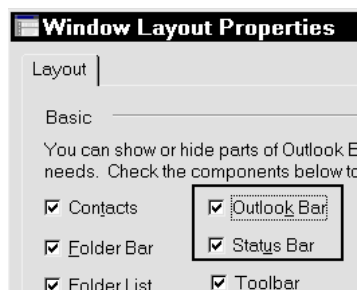 Window Layout Properties
Layout
Basic
You can show or hide parts of Outlook E
needs. Check the components below to
Contacts
Outlook Bar
Folder Bar
Status Bar
Folder List
Toolbar